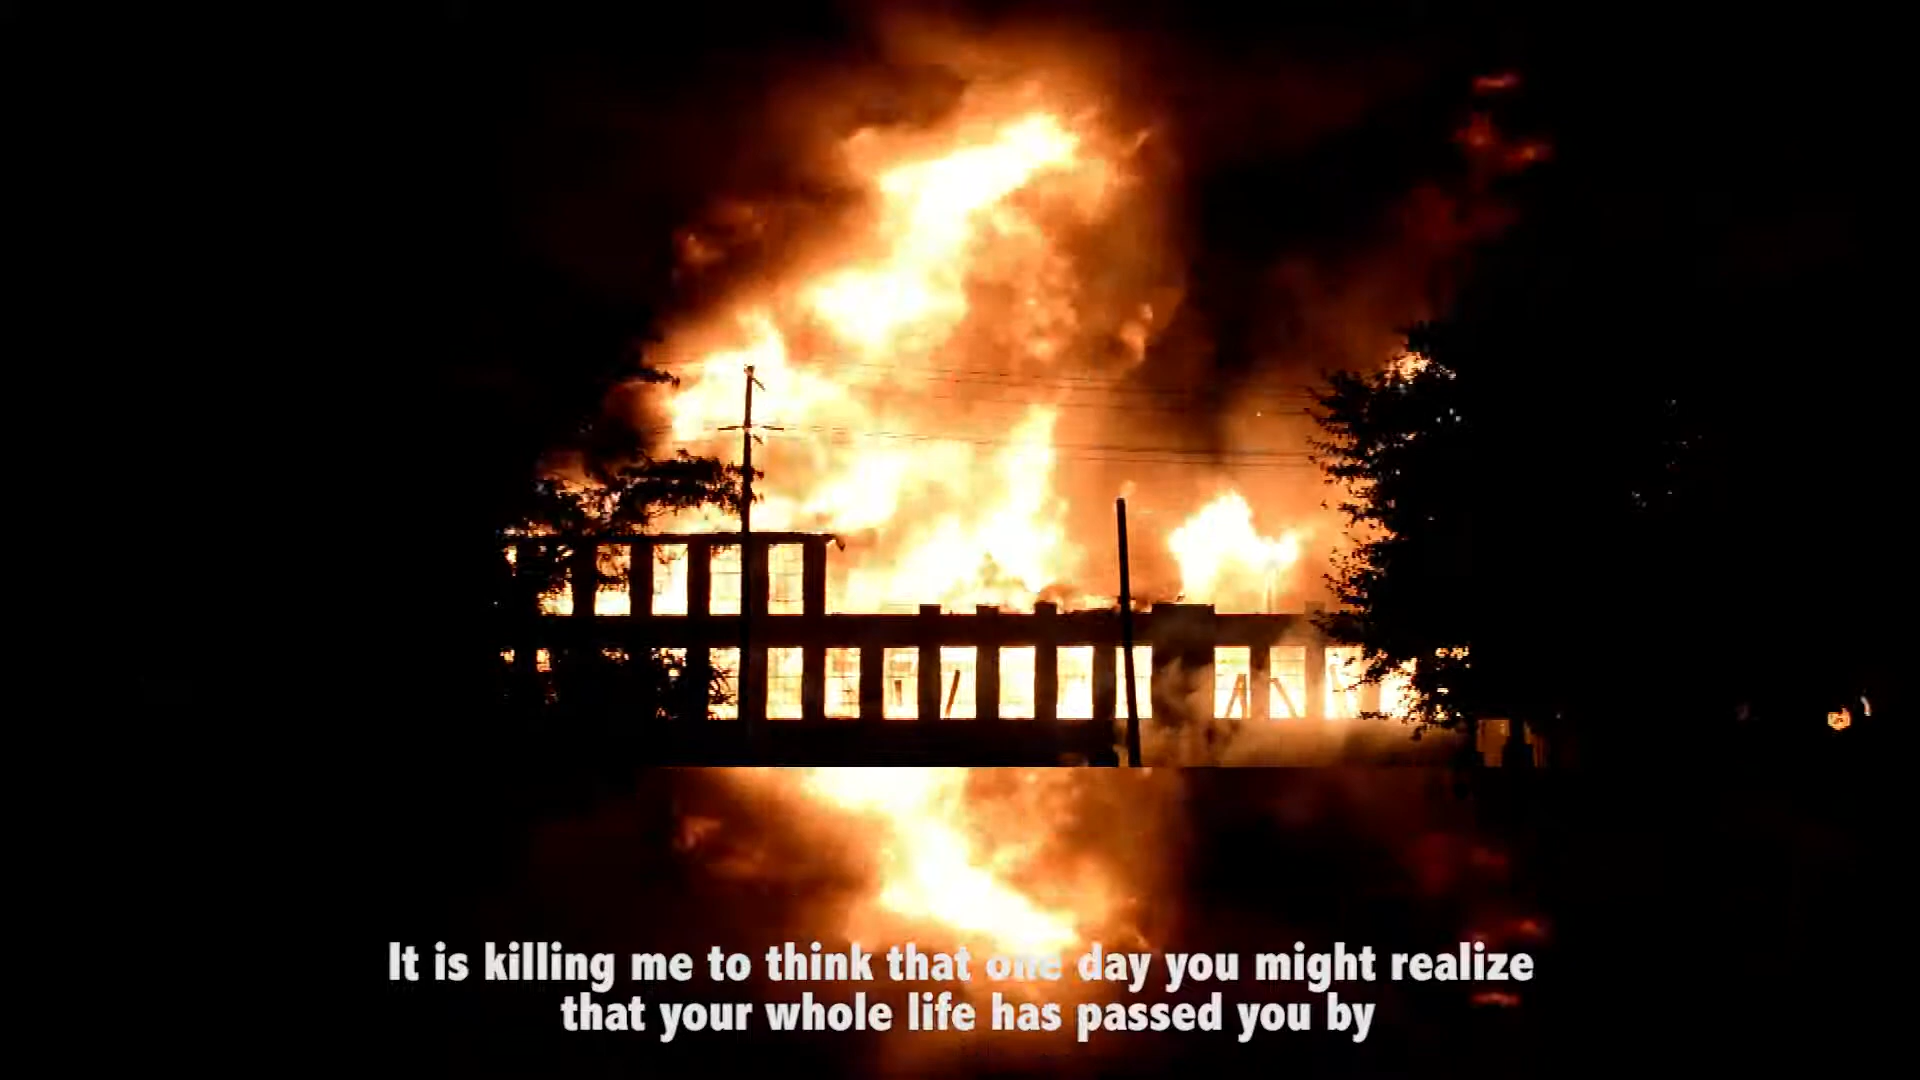 It is killing me to think that one day you might realize
that your whole life has passed you by